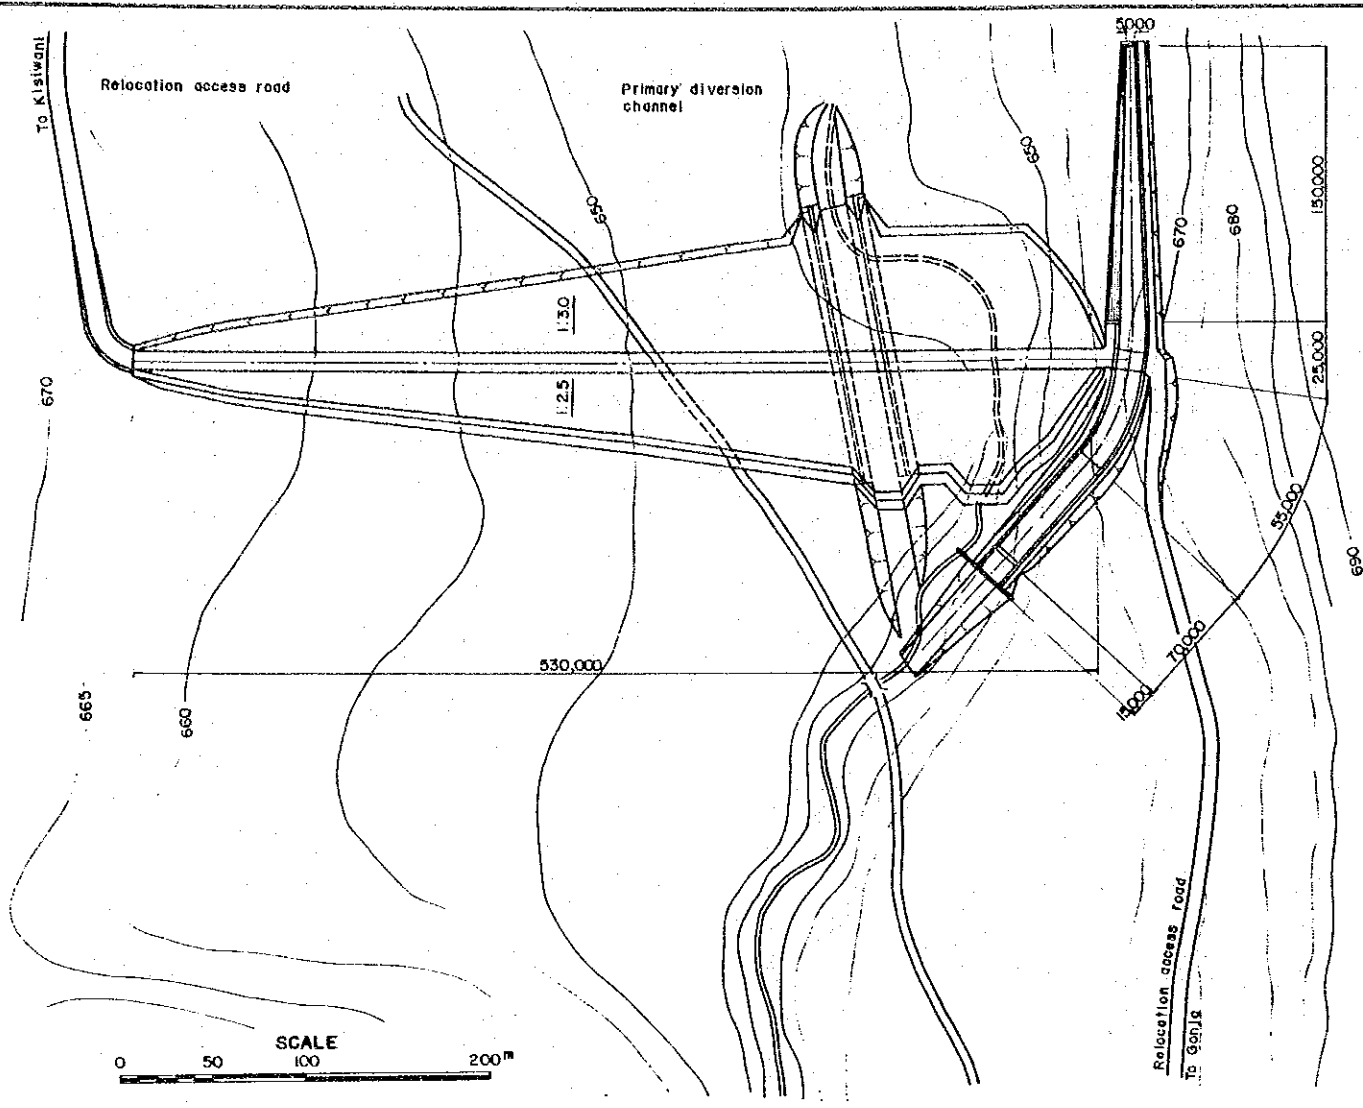 5000
To Kisiwani
Relocation access road
Primary diversion
channel
650
650
150,000
670
680
1:3.0
25,000
1:2.5
670
55,000
690
530,000
70,000
15,000
665
660
Relocation access road
To Gonja
SCALE
0 50 100 200m